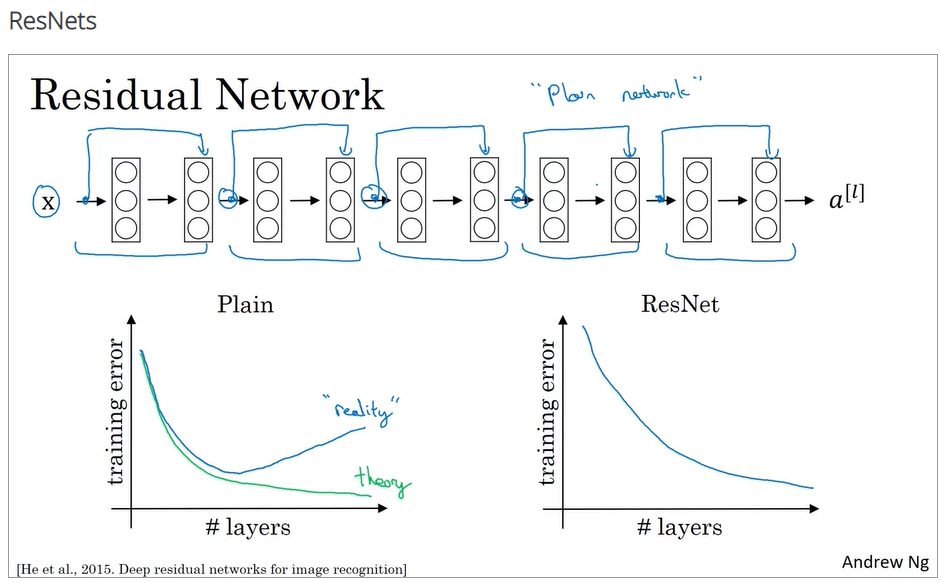 ResNets
Residual Network
"Plain network"
x
a[l]
Plain
ResNet
training error
"reality"
theory
# layers
training error
# layers
[He et al., 2015. Deep residual networks for image recognition]
Andrew Ng